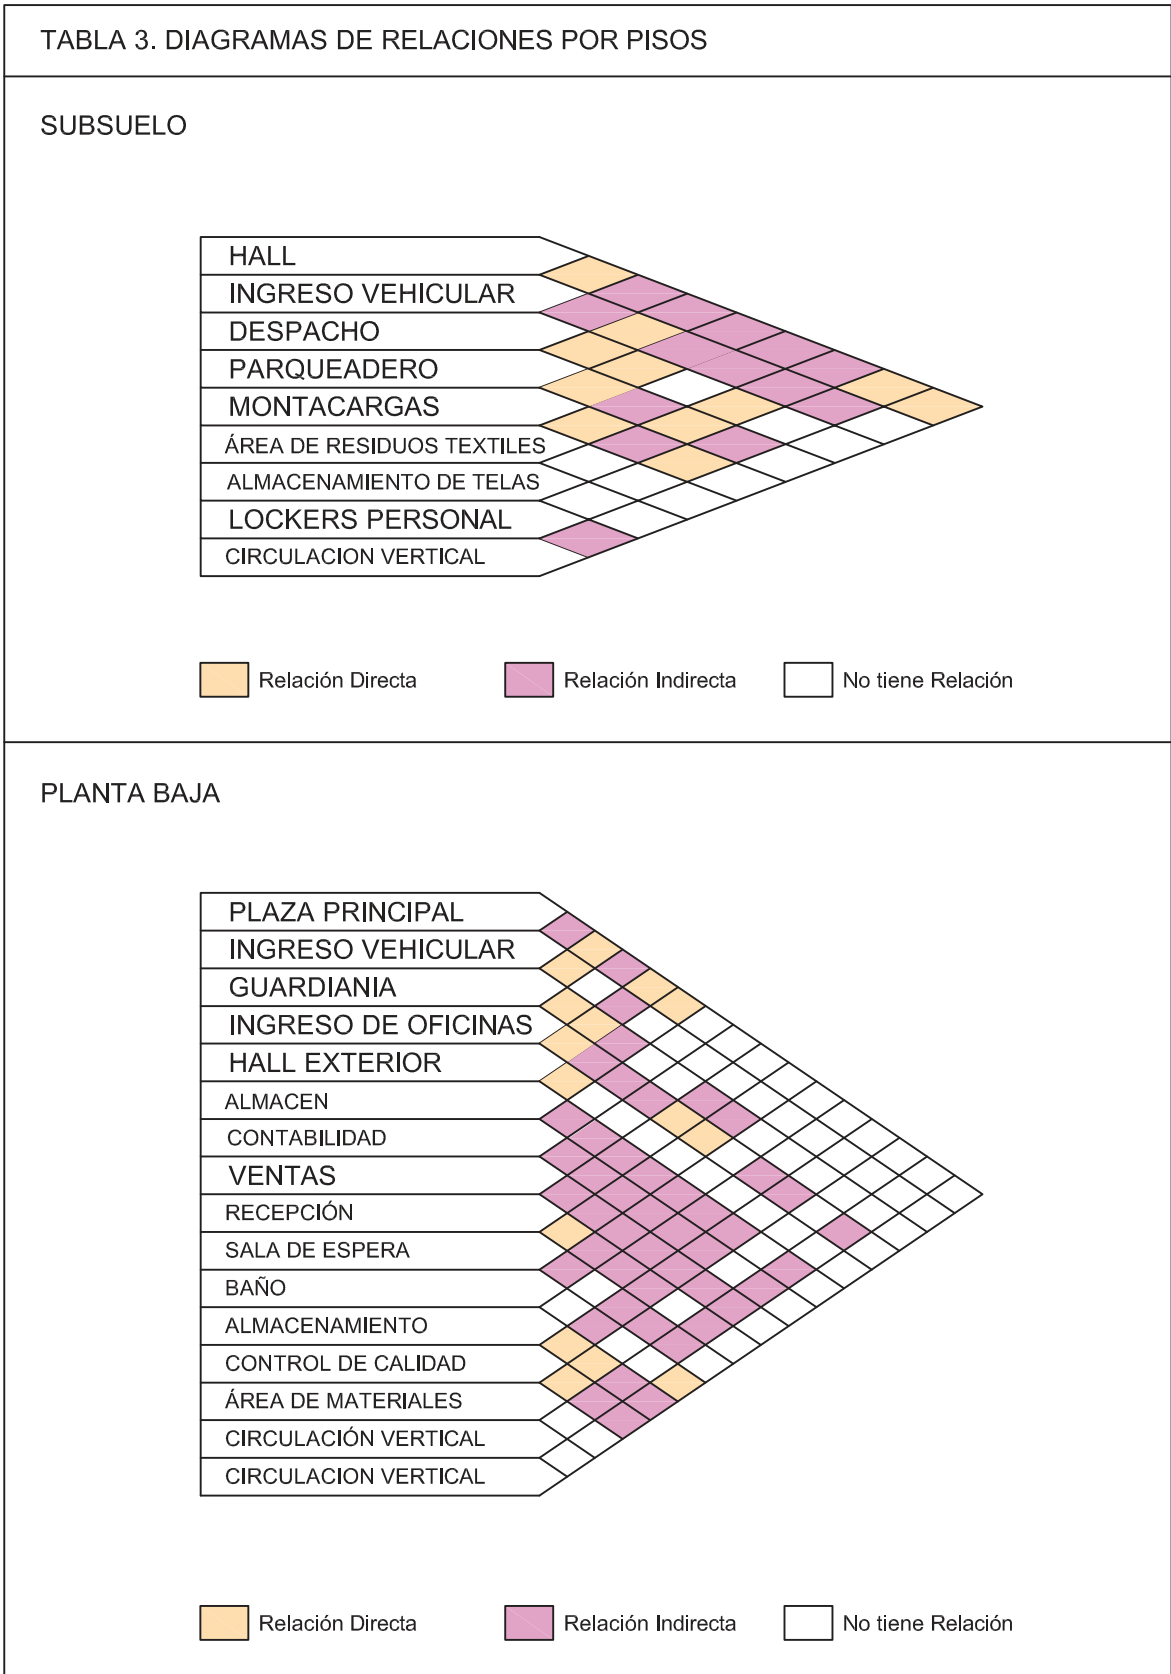 TABLA 3. DIAGRAMAS DE RELACIONES POR PISOS
SUBSUELO
HALL
INGRESO VEHICULAR
DESPACHO
PARQUEADERO
MONTACARGAS
ÁREA DE RESIDUOS TEXTILES
ALMACENAMIENTO DE TELAS
LOCKERS PERSONAL
CIRCULACION VERTICAL
Relación Directa
Relación Indirecta
No tiene Relación
PLANTA BAJA
PLAZA PRINCIPAL
INGRESO VEHICULAR
GUARDIANIA
INGRESO DE OFICINAS
HALL EXTERIOR
ALMACEN
CONTABILIDAD
VENTAS
RECEPCIÓN
SALA DE ESPERA
BAÑO
ALMACENAMIENTO
CONTROL DE CALIDAD
ÁREA DE MATERIALES
CIRCULACIÓN VERTICAL
CIRCULACION VERTICAL
Relación Directa
Relación Indirecta
No tiene Relación